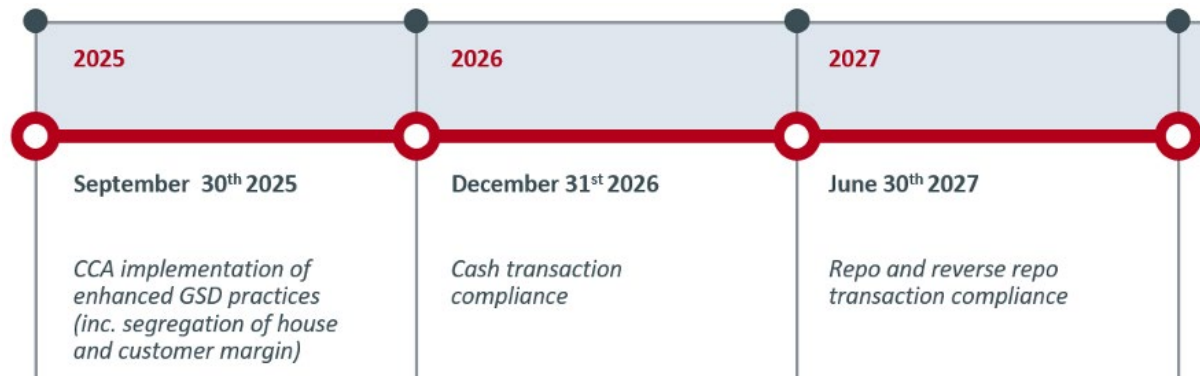 2025
2026
2027
September 30th 2025
December 31st 2026
June 30th 2027
CCA implementation of
enhanced GSD practices
(inc. segregation of house
and customer margin)
Cash transaction
compliance
Repo and reverse repo
transaction compliance